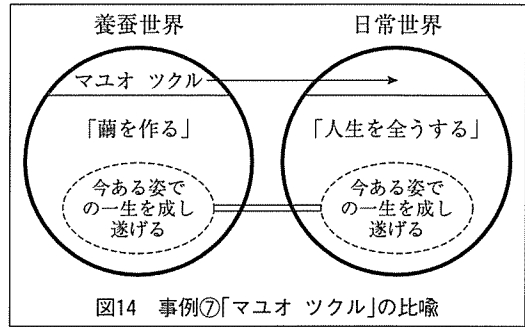 養蚕世界
日常世界
マユオ ツクル
「繭を作る」
「人生を全うする」
今ある姿で
の一生を成し
遂げる
今ある姿で
の一生を成し
遂げる
図14 事例⑦「マユオ ツクル」の比喩